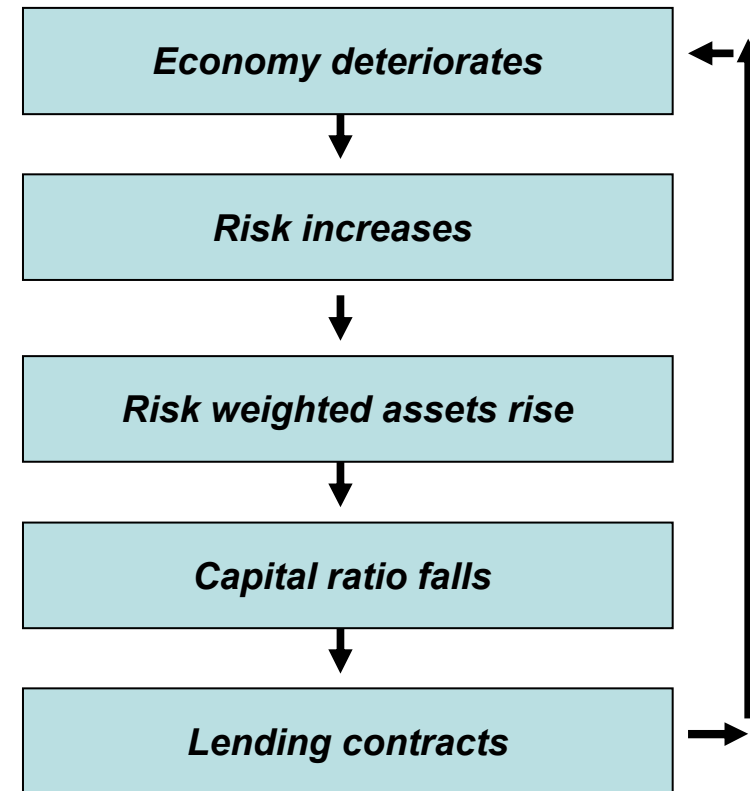 Economy deteriorates
Risk increases
Risk weighted assets rise
Capital ratio falls
Lending contracts